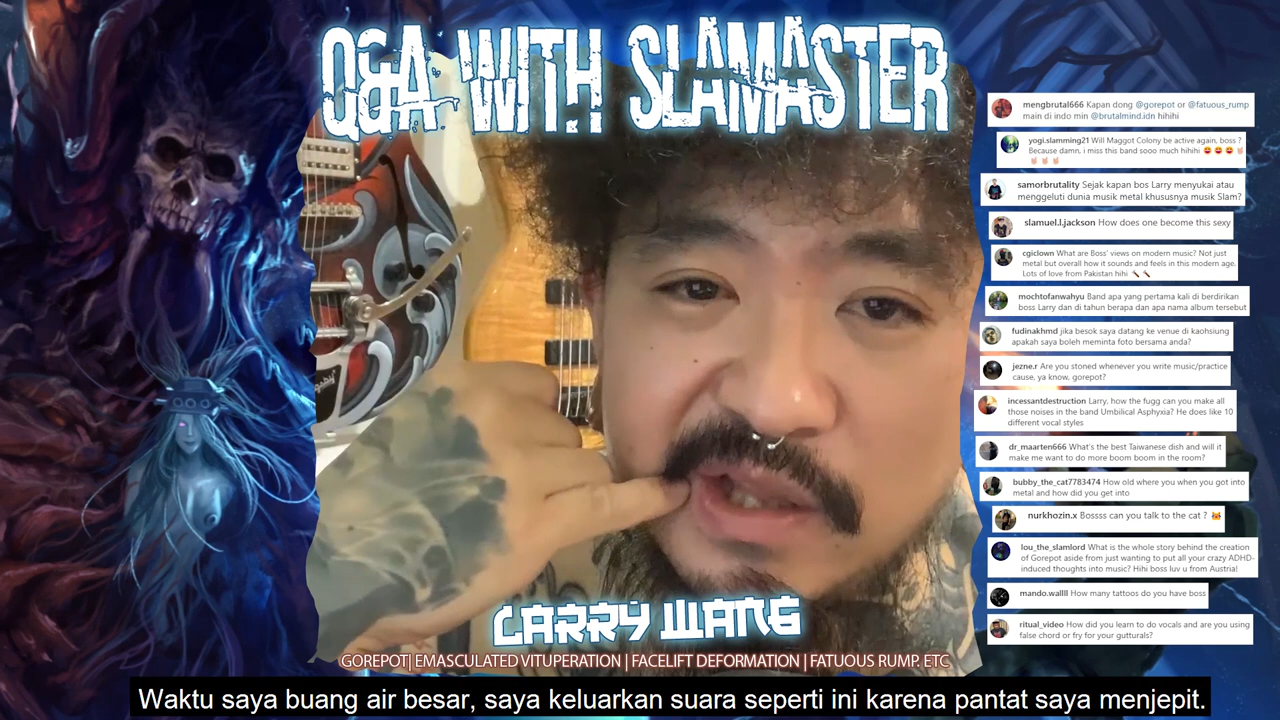 Q&A WITH SLAMASTER
mengbrutal666 Kapan dong @gorepot or @fatuous_rump
main di indo min @brutalmind.idn hihihi
yogi.slamming21 Will Maggot Colony be active again, boss ?
Because damn, i miss this band sooo much hihihi 😍😍😍🤘🏻
🤘🏻🤘🏻🤘🏻
samorbrutality Sejak kapan bos Larry menyukai atau
menggeluti dunia musik metal khususnya musik Slam?
slamuel.l.jackson How does one become this sexy
cgiclown What are Boss' views on modern music? Not just
metal but overall how it sounds and feels in this modern age.
Lots of love from Pakistan hihi
mochtofanwahyu Band apa yang pertama kali di berdirikan
boss Larry dan di tahun berapa dan apa nama album tersebut
fudinakhmd jika besok saya datang ke venue di kaohsiung
apakah saya boleh meminta foto bersama anda?
jezne.r Are you stoned whenever you write music/practice
cause, ya know, gorepot?
incessantdestruction Larry, how the fugg can you make all
those noises in the band Umbilical Asphyxia? He does like 10
different vocal styles
dr_maarten666 What's the best Taiwanese dish and will it
make me want to do more boom boom in the room?
bubby_the_cat7783474 How old where you when you got into
metal and how did you get into
nurkhozin.x Bossss can you talk to the cat ? 😸
lou_the_slamlord What is the whole story behind the creation
of Gorepot aside from just wanting to put all your crazy ADHD-
induced thoughts into music? Hihi boss luv u from Austria!
mando.wallll How many tattoos do you have boss
ritual_video How did you learn to do vocals and are you using
false chord or fry for your gutturals?
LARRY WANG
GOREPOT| EMASCULATED VITUPERATION | FACELIFT DEFORMATION | FATUOUS RUMP. ETC
Waktu saya buang air besar, saya keluarkan suara seperti ini karena pantat saya menjepit.